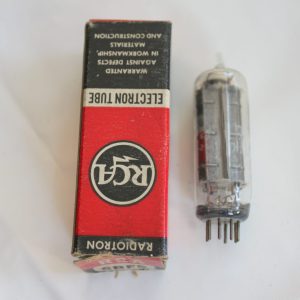 WARRANTED
AGAINST DEFECTS
IN WORKMANSHIP,
MATERIALS
AND CONSTRUCTION
ELECTRON TUBE
RCA
RADIOTRON